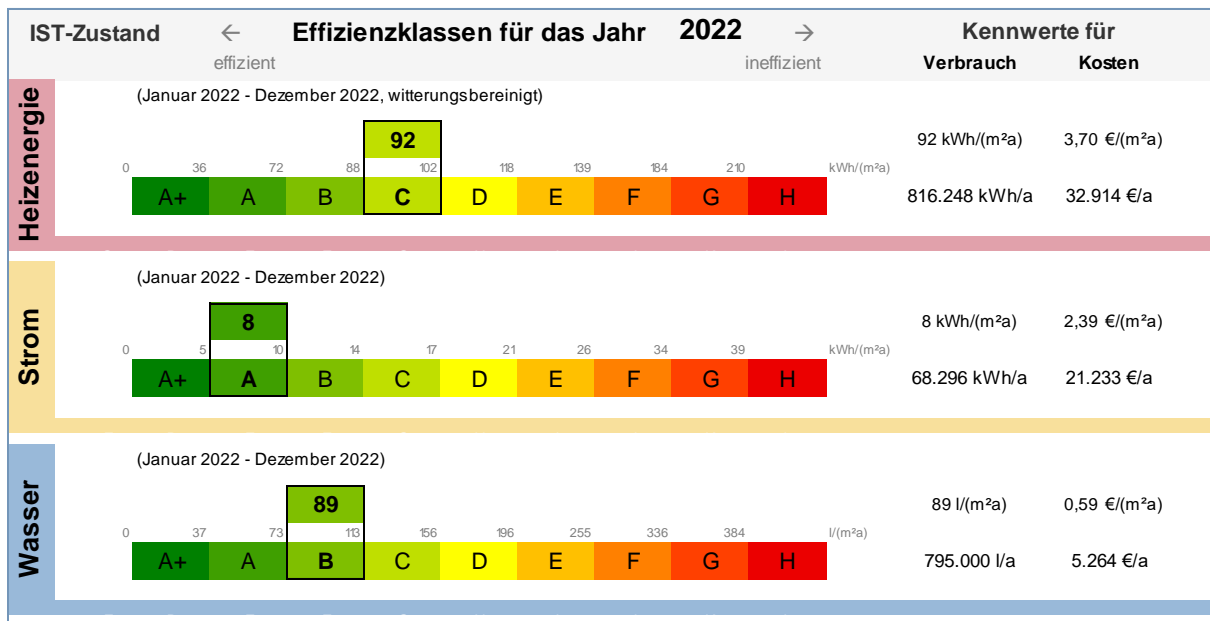 IST-Zustand ← Effizienzklassen für das Jahr 2022 → Kennwerte für
effizient ineffizient Verbrauch Kosten
Heizenergie
(Januar 2022 - Dezember 2022, witterungsbereinigt)
92 92 kWh/(m²a) 3,70 €/(m²a)
0 36 72 88 102 118 139 184 210 kWh/(m²a)
A+ A B C D E F G H 816.248 kWh/a 32.914 €/a
Strom
(Januar 2022 - Dezember 2022)
8 8 kWh/(m²a) 2,39 €/(m²a)
0 5 10 14 17 21 26 34 39 kWh/(m²a)
A+ A B C D E F G H 68.296 kWh/a 21.233 €/a
Wasser
(Januar 2022 - Dezember 2022)
89 89 l/(m²a) 0,59 €/(m²a)
0 37 73 113 156 196 255 336 384 l/(m²a)
A+ A B C D E F G H 795.000 l/a 5.264 €/a